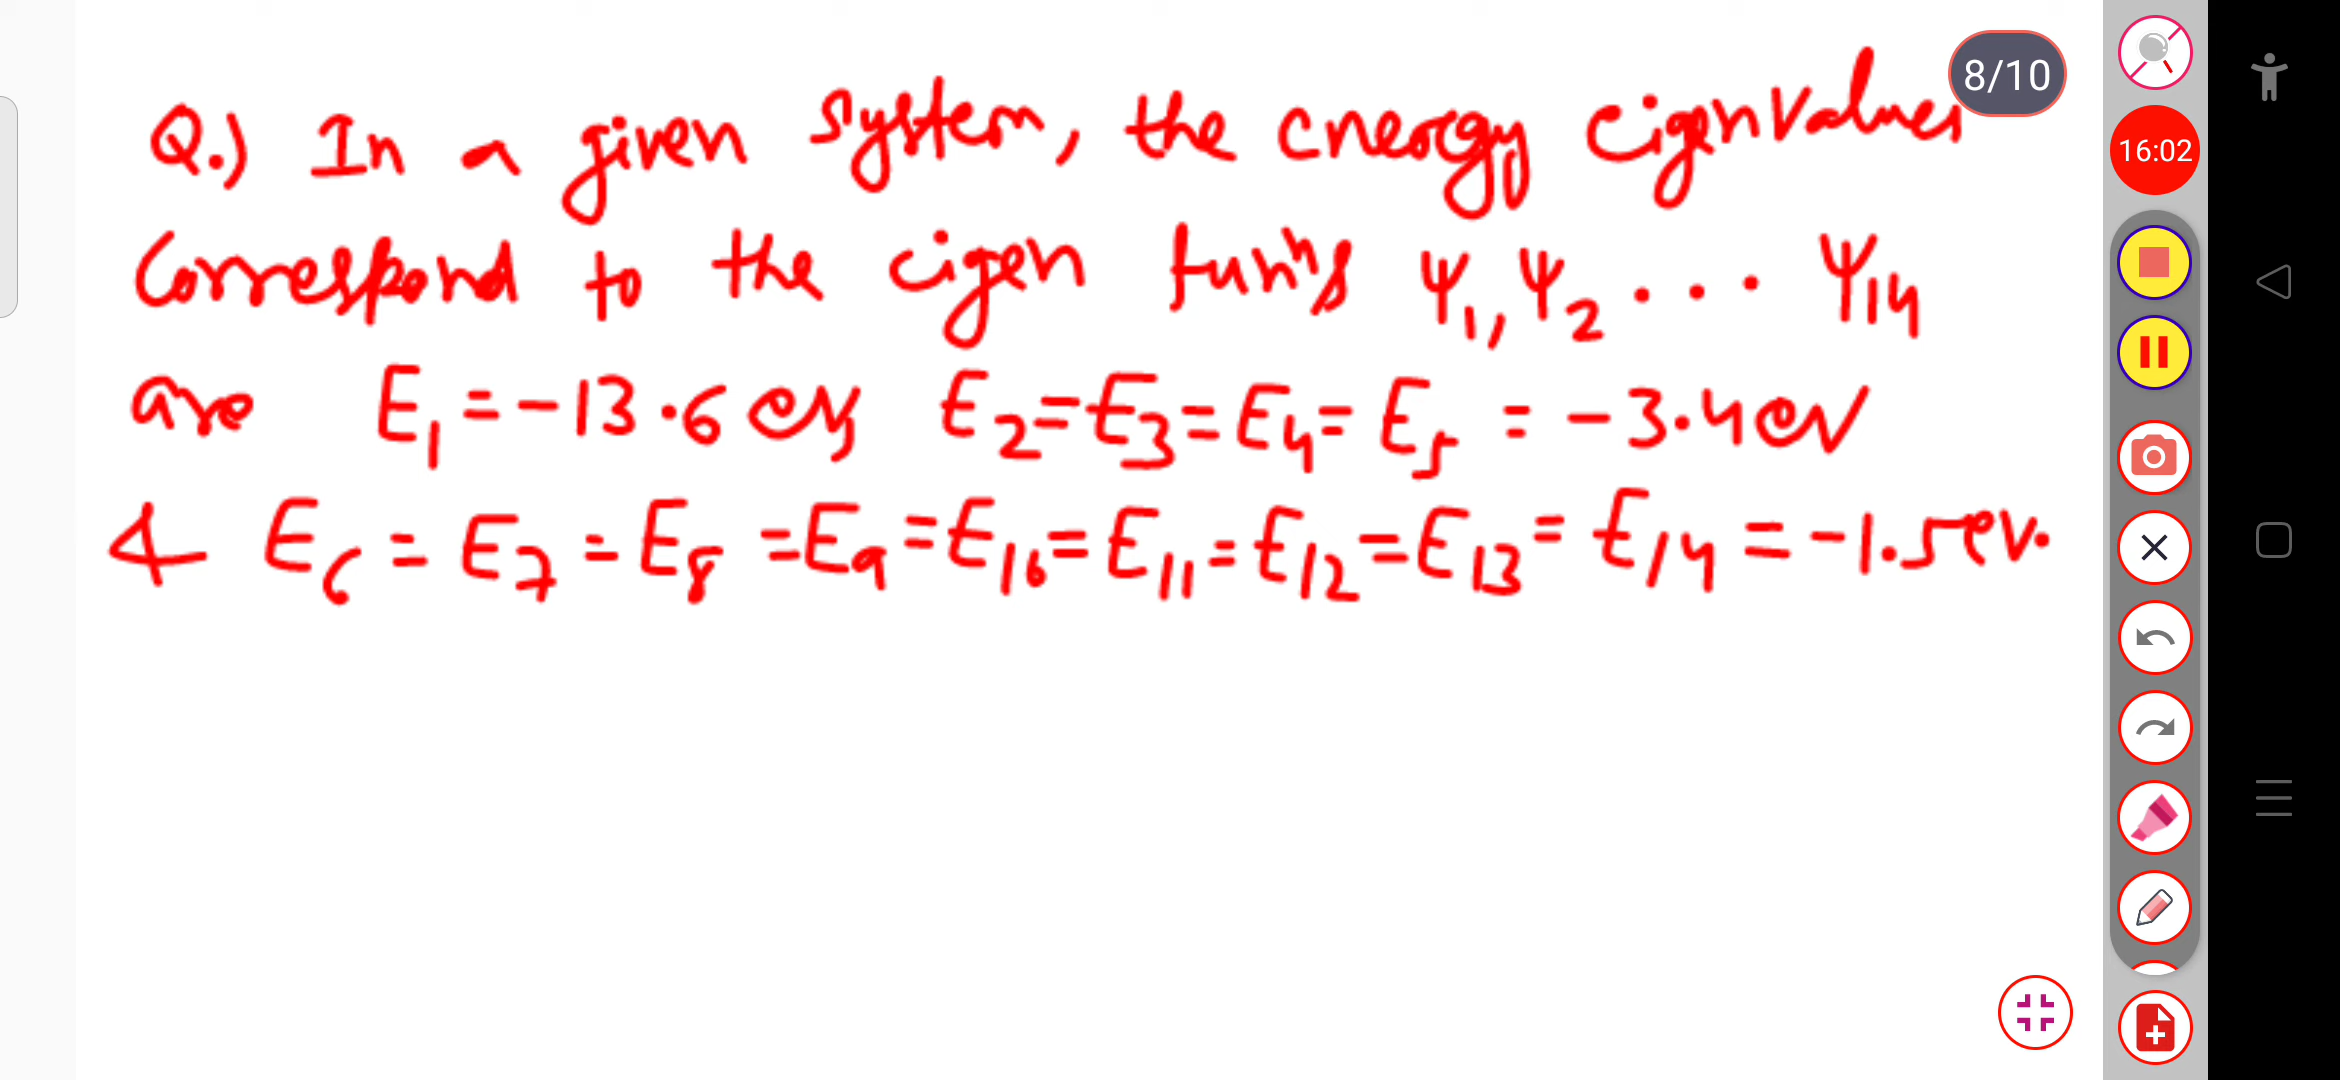 8/10
16:02
Q.) In a given system, the energy eigenvalues
Correspond to the eigen funⁿs Ψ₁, Ψ₂ . . . Ψ₁₄
are E₁ = -13.6 eV, E₂ = E₃ = E₄ = E₅ = -3.4 eV
& E₆ = E₇ = E₈ = E₉ = E₁₀ = E₁₁ = E₁₂ = E₁₃ = E₁₄ = -1.5 eV.